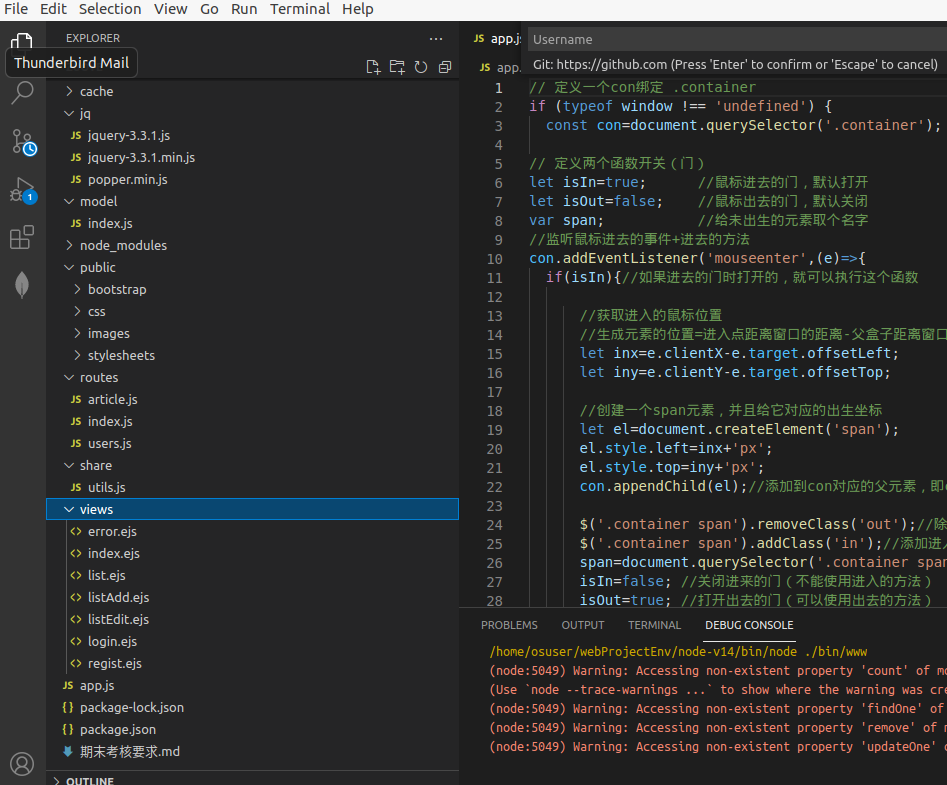 File Edit Selection View Go Run Terminal Help
EXPLORER
Thunderbird Mail
cache
jq
JS jquery-3.3.1.js
JS jquery-3.3.1.min.js
JS popper.min.js
model
JS index.js
node_modules
public
bootstrap
css
images
stylesheets
routes
JS article.js
JS index.js
JS users.js
share
JS utils.js
views
<> error.ejs
<> index.ejs
<> list.ejs
<> listAdd.ejs
<> listEdit.ejs
<> login.ejs
<> regist.ejs
JS app.js
{} package-lock.json
{} package.json
期末考核要求.md
OUTLINE
1
JS app.js
Username
Git: https://github.com (Press 'Enter' to confirm or 'Escape' to cancel)
JS app.
1 // 定义一个con绑定 .container
2 if (typeof window !== 'undefined') {
3 const con=document.querySelector('.container');
4
5 // 定义两个函数开关（门）
6 let isIn=true; //鼠标进去的门，默认打开
7 let isOut=false; //鼠标出去的门，默认关闭
8 var span; //给未出生的元素取个名字
9 //监听鼠标进去的事件+进去的方法
10 con.addEventListener('mouseenter',(e)=>{
11 if(isIn){//如果进去的门时打开的，就可以执行这个函数
12
13 //获取进入的鼠标位置
14 //生成元素的位置=进入点距离窗口的距离-父盒子距离窗口
15 let inx=e.clientX-e.target.offsetLeft;
16 let iny=e.clientY-e.target.offsetTop;
17
18 //创建一个span元素，并且给它对应的出生坐标
19 let el=document.createElement('span');
20 el.style.left=inx+'px';
21 el.style.top=iny+'px';
22 con.appendChild(el);//添加到con对应的父元素，即
23
24 $('.container span').removeClass('out');//除
25 $('.container span').addClass('in');//添加进入
26 span=document.querySelector('.container span
27 isIn=false; //关闭进来的门（不能使用进入的方法）
28 isOut=true; //打开出去的门（可以使用出去的方法）
PROBLEMS OUTPUT TERMINAL DEBUG CONSOLE
/home/osuser/webProjectEnv/node-v14/bin/node ./bin/www
(node:5049) Warning: Accessing non-existent property 'count' of mo
(Use `node --trace-warnings ...` to show where the warning was cre
(node:5049) Warning: Accessing non-existent property 'findOne' of
(node:5049) Warning: Accessing non-existent property 'remove' of m
(node:5049) Warning: Accessing non-existent property 'updateOne'